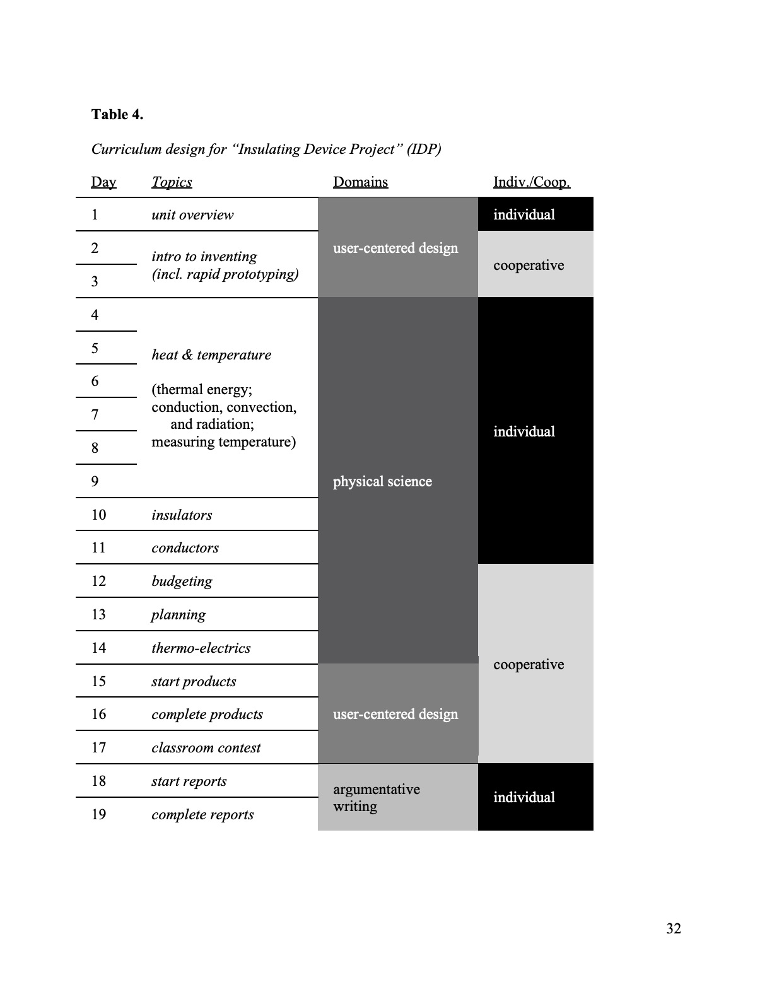 Table 4.
Curriculum design for “Insulating Device Project” (IDP)
Day Topics Domains Indiv./Coop.
1 unit overview individual
2
3
intro to inventing
(incl. rapid prototyping)
user-centered design
cooperative
4
5
6
7
8
9
heat & temperature
(thermal energy;
conduction, convection,
and radiation;
measuring temperature)
physical science
individual
10 insulators
11 conductors
12 budgeting
13 planning
14 thermo-electrics
cooperative
15 start products
16 complete products user-centered design
17 classroom contest
18 start reports
19 complete reports
argumentative
writing
individual
32